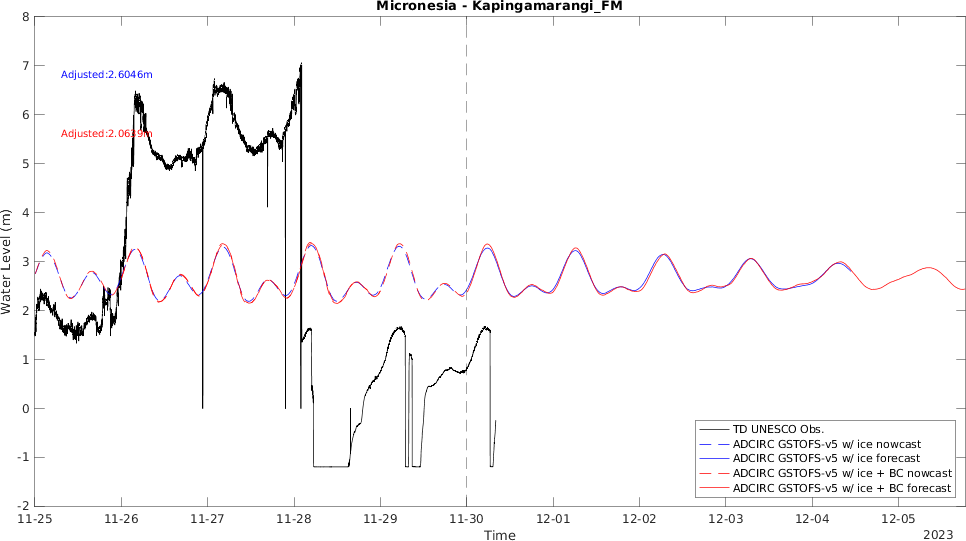 Micronesia - Kapingamarangi_FM
8
7
6
5
4
3
2
1
0
-1
-2
Water Level (m)
Adjusted:2.6046m
Adjusted:2.0639m
TD UNESCO Obs.
ADCIRC GSTOFS-v5 w/ ice nowcast
ADCIRC GSTOFS-v5 w/ ice forecast
ADCIRC GSTOFS-v5 w/ ice + BC nowcast
ADCIRC GSTOFS-v5 w/ ice + BC forecast
11-25 11-26 11-27 11-28 11-29 11-30 12-01 12-02 12-03 12-04 12-05
Time
2023